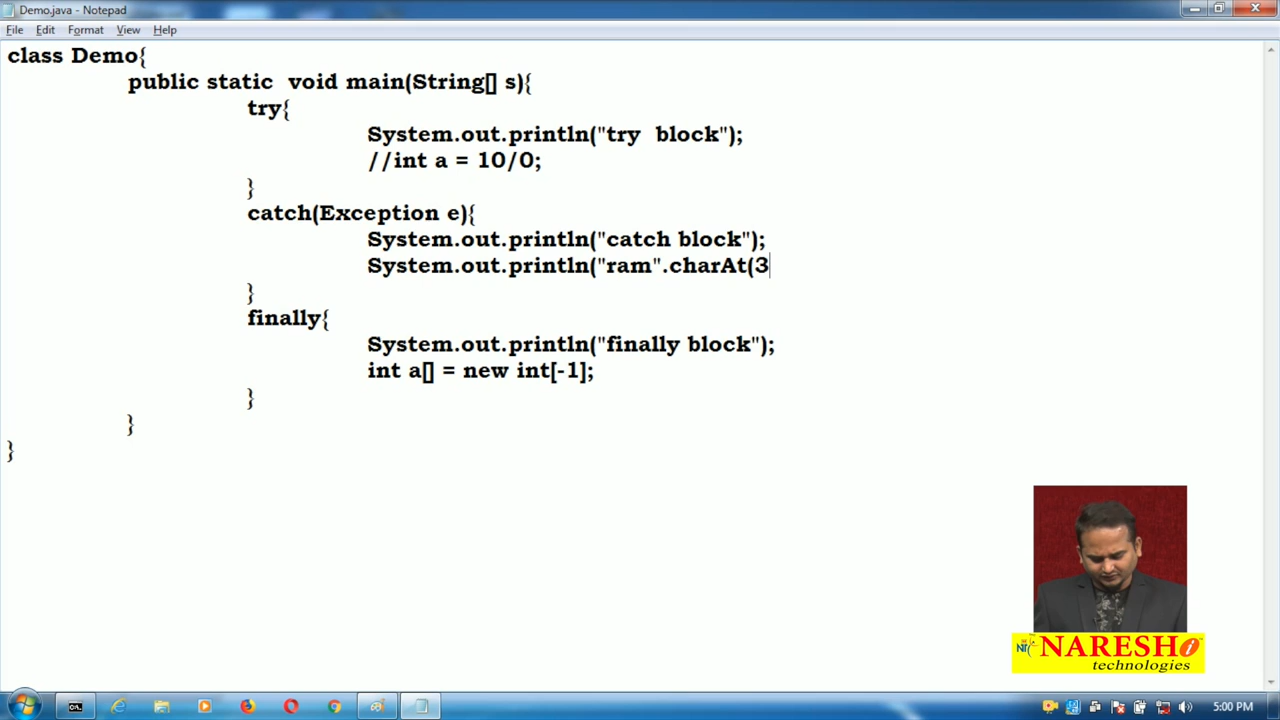 Demo.java - Notepad
File Edit Format View Help
class Demo{
public static  void main(String[] s){
try{
System.out.println("try  block");
//int a = 10/0;
}
catch(Exception e){
System.out.println("catch block");
System.out.println("ram".charAt(3
}
finally{
System.out.println("finally block");
int a[] = new int[-1];
}
}
}
NARESH i
technologies
5:00 PM